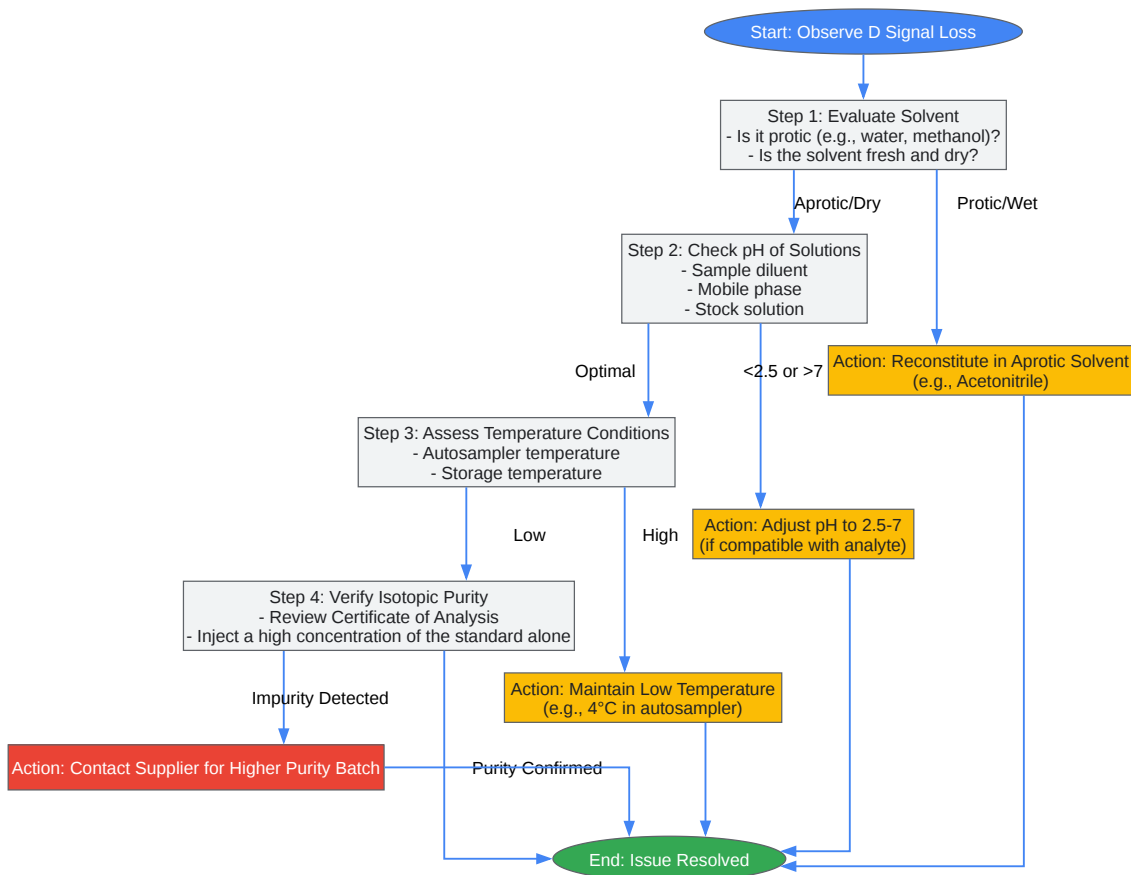 Start: Observe D Signal Loss
Step 1: Evaluate Solvent
- Is it protic (e.g., water, methanol)?
- Is the solvent fresh and dry?
Aprotic/Dry
Protic/Wet
Step 2: Check pH of Solutions
- Sample diluent
- Mobile phase
- Stock solution
Optimal
<2.5 or >7
Action: Reconstitute in Aprotic Solvent
(e.g., Acetonitrile)
Step 3: Assess Temperature Conditions
- Autosampler temperature
- Storage temperature
Low
High
Action: Adjust pH to 2.5-7
(if compatible with analyte)
Step 4: Verify Isotopic Purity
- Review Certificate of Analysis
- Inject a high concentration of the standard alone
Impurity Detected
Action: Maintain Low Temperature
(e.g., 4°C in autosampler)
Action: Contact Supplier for Higher Purity Batch
Purity Confirmed
End: Issue Resolved